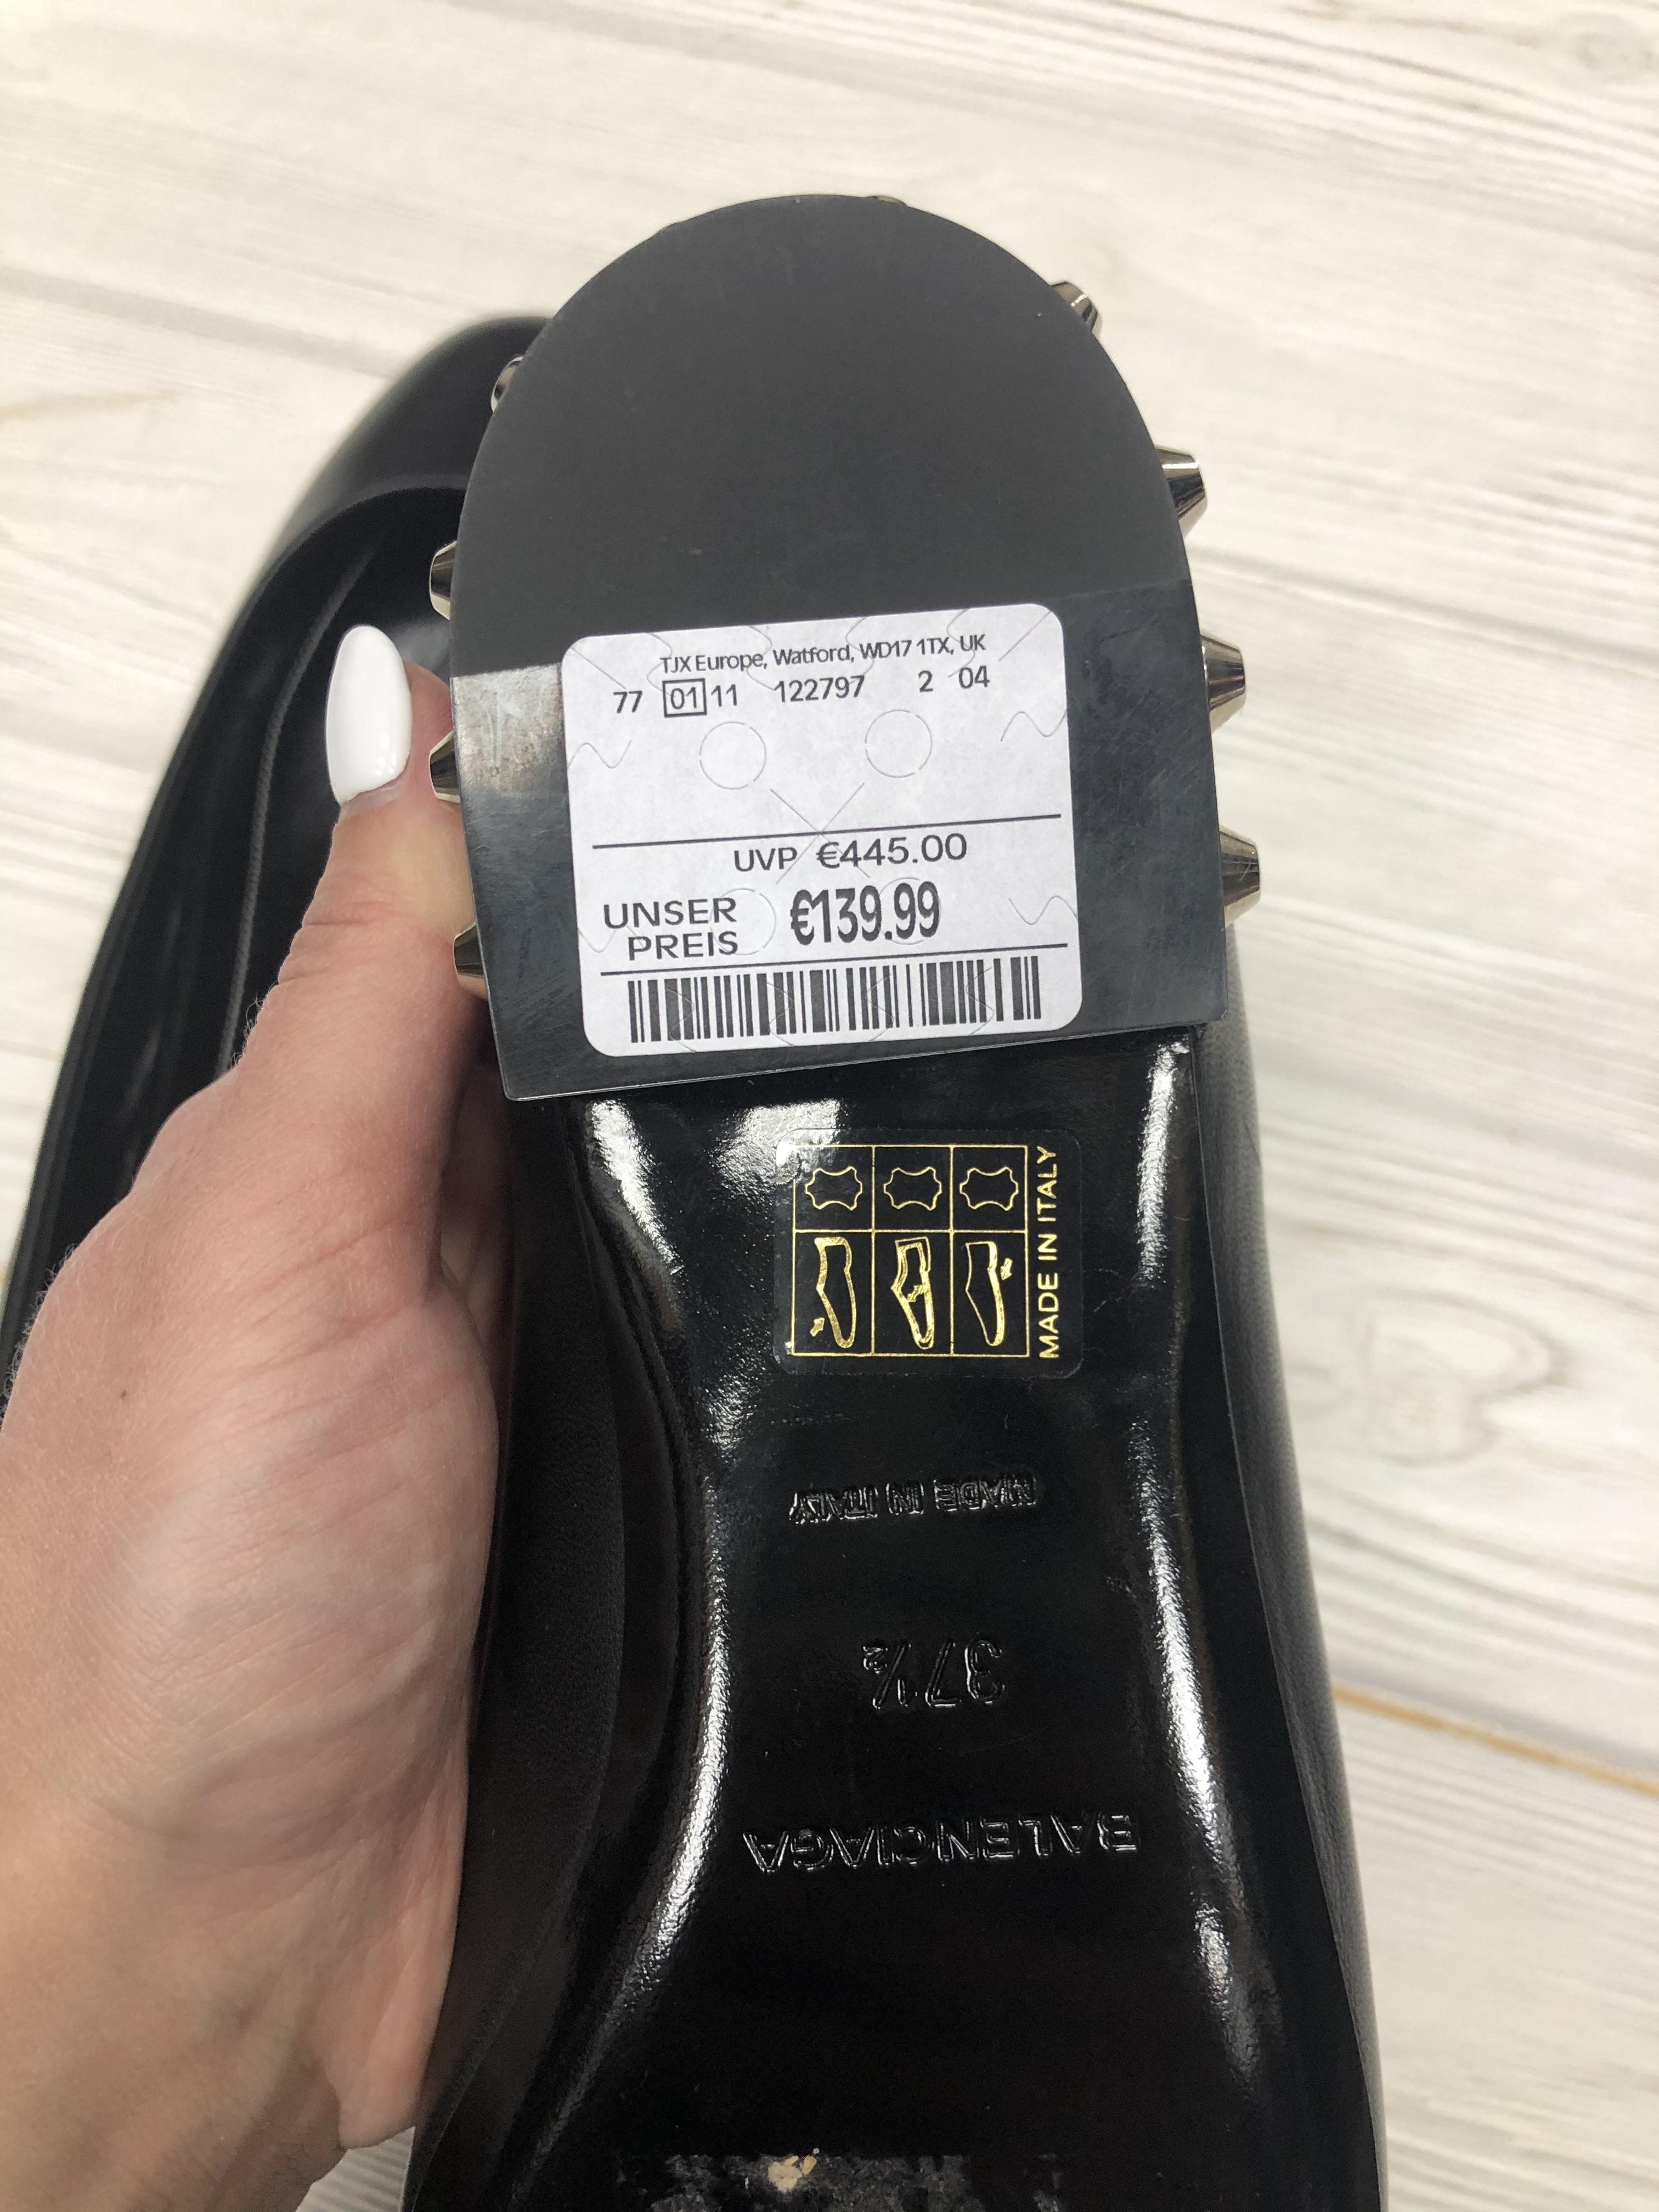 TJX Europe, Watford, WD17 1TX, UK
77 01 11 122797 2 04
UVP €445.00
UNSER PREIS €139.99
MADE IN ITALY
MADE IN ITALY
37½
BALENCIAGA